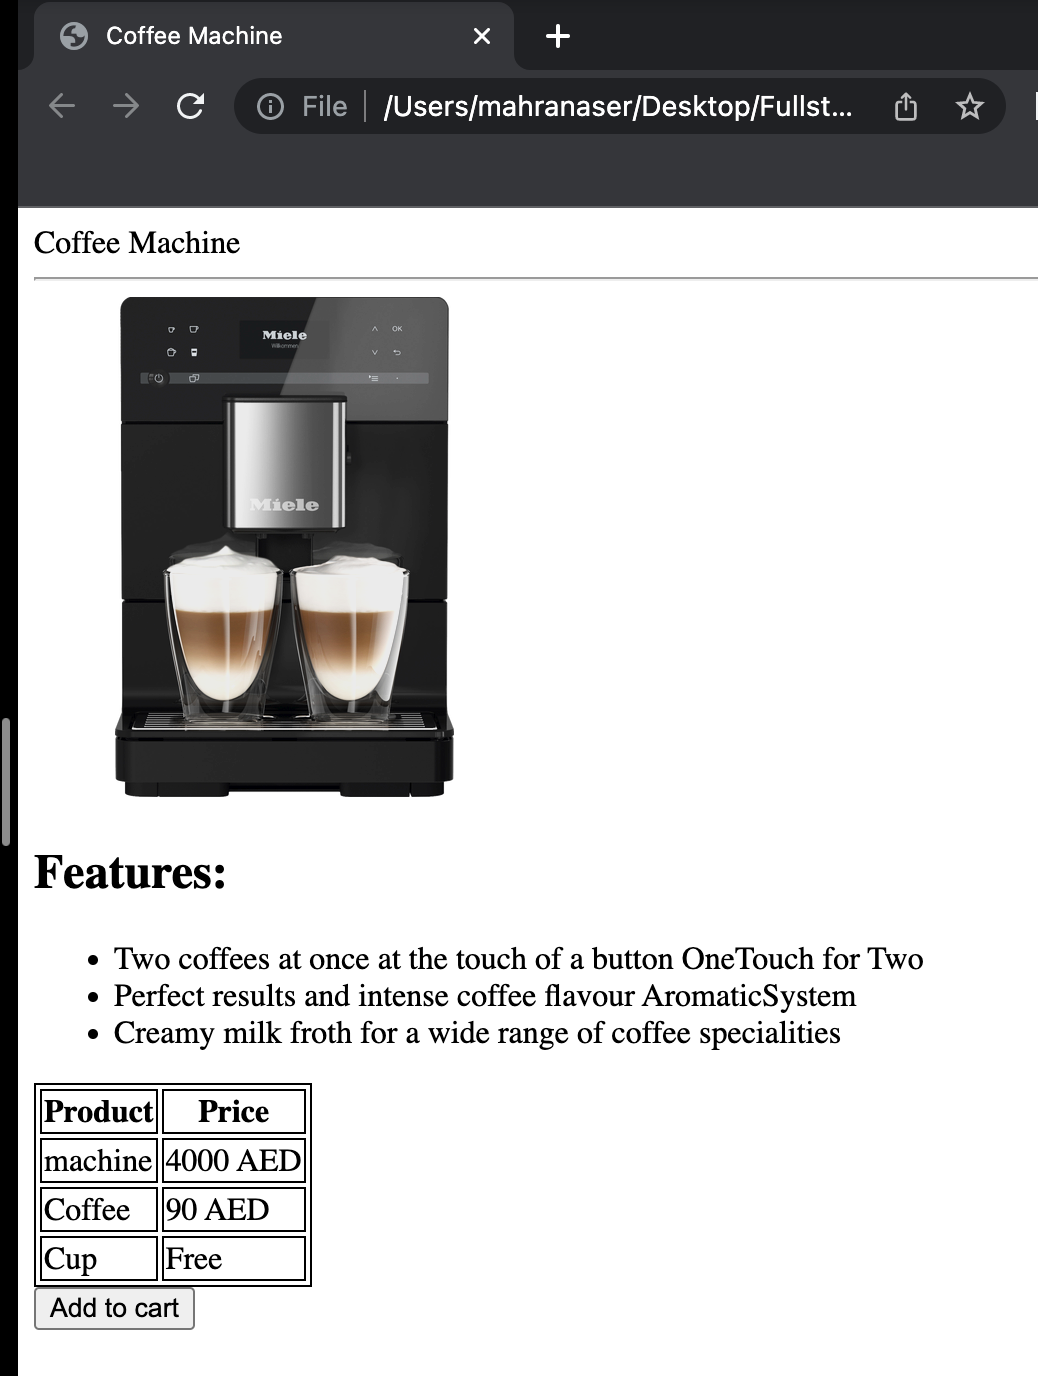 Coffee Machine
File /Users/mahranaser/Desktop/Fullst...
Coffee Machine
Miele
Willkommen
OK
Miele
Features:
• Two coffees at once at the touch of a button OneTouch for Two
• Perfect results and intense coffee flavour AromaticSystem
• Creamy milk froth for a wide range of coffee specialities
Product Price
machine 4000 AED
Coffee 90 AED
Cup Free
Add to cart